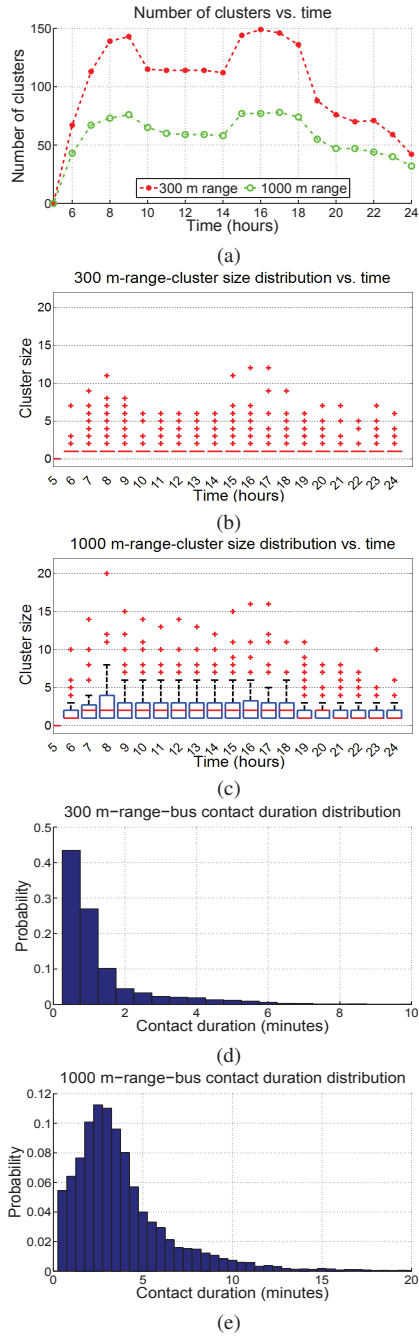 Number of clusters vs. time
150
100
50
0
Number of clusters
300 m range
1000 m range
6 8 10 12 14 16 18 20 22 24
Time (hours)
(a)
300 m-range-cluster size distribution vs. time
20
15
10
5
0
Cluster size
5 6 7 8 9 10 11 12 13 14 15 16 17 18 19 20 21 22 23 24
Time (hours)
(b)
1000 m-range-cluster size distribution vs. time
20
15
10
5
0
Cluster size
5 6 7 8 9 10 11 12 13 14 15 16 17 18 19 20 21 22 23 24
Time (hours)
(c)
300 m-range-bus contact duration distribution
0.5
0.4
0.3
0.2
0.1
0
Probability
0 2 4 6 8 10
Contact duration (minutes)
(d)
1000 m-range-bus contact duration distribution
0.12
0.1
0.08
0.06
0.04
0.02
0
Probability
0 5 10 15 20
Contact duration (minutes)
(e)